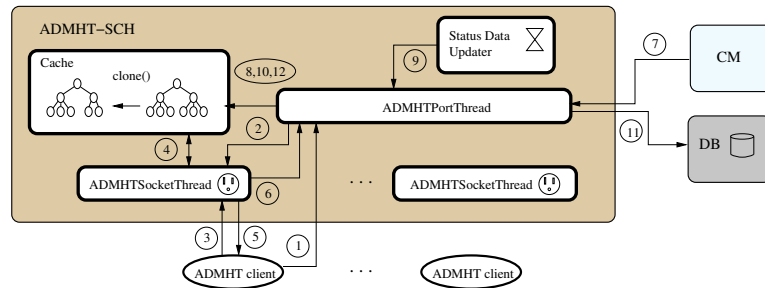 ADMHT−SCH
Status Data
Updater
7
Cache
clone()
8,10,12
9
CM
ADMHTPortThread
2
11
4
DB
ADMHTSocketThread
6
. . .
ADMHTSocketThread
3
5
1
ADMHT client
. . .
ADMHT client